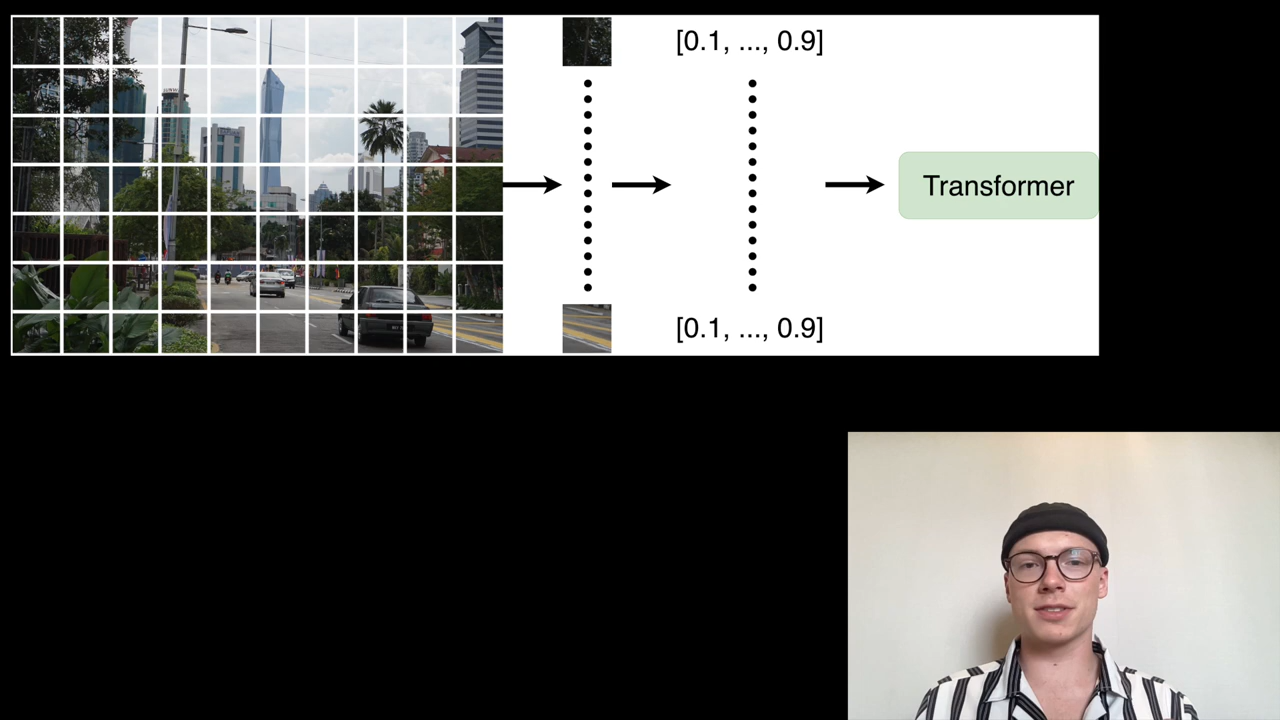 [0.1, ..., 0.9]
Transformer
[0.1, ..., 0.9]